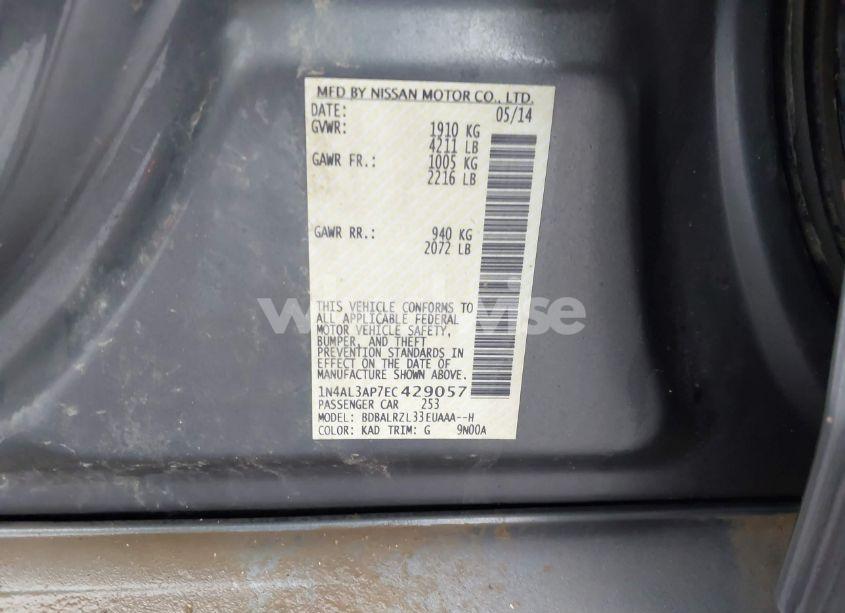 MFD BY NISSAN MOTOR CO., LTD.
DATE: 05/14
GVWR: 1910 KG
4211 LB
GAWR FR.: 1005 KG
2216 LB
GAWR RR.: 940 KG
2072 LB
THIS VEHICLE CONFORMS TO
ALL APPLICABLE FEDERAL
MOTOR VEHICLE SAFETY,
BUMPER, AND THEFT
PREVENTION STANDARDS IN
EFFECT ON THE DATE OF
MANUFACTURE SHOWN ABOVE.
1N4AL3AP7EC429057
PASSENGER CAR 253
MODEL: BDBALRZL33EUAAA--H
COLOR: KAD TRIM: G 9N00A